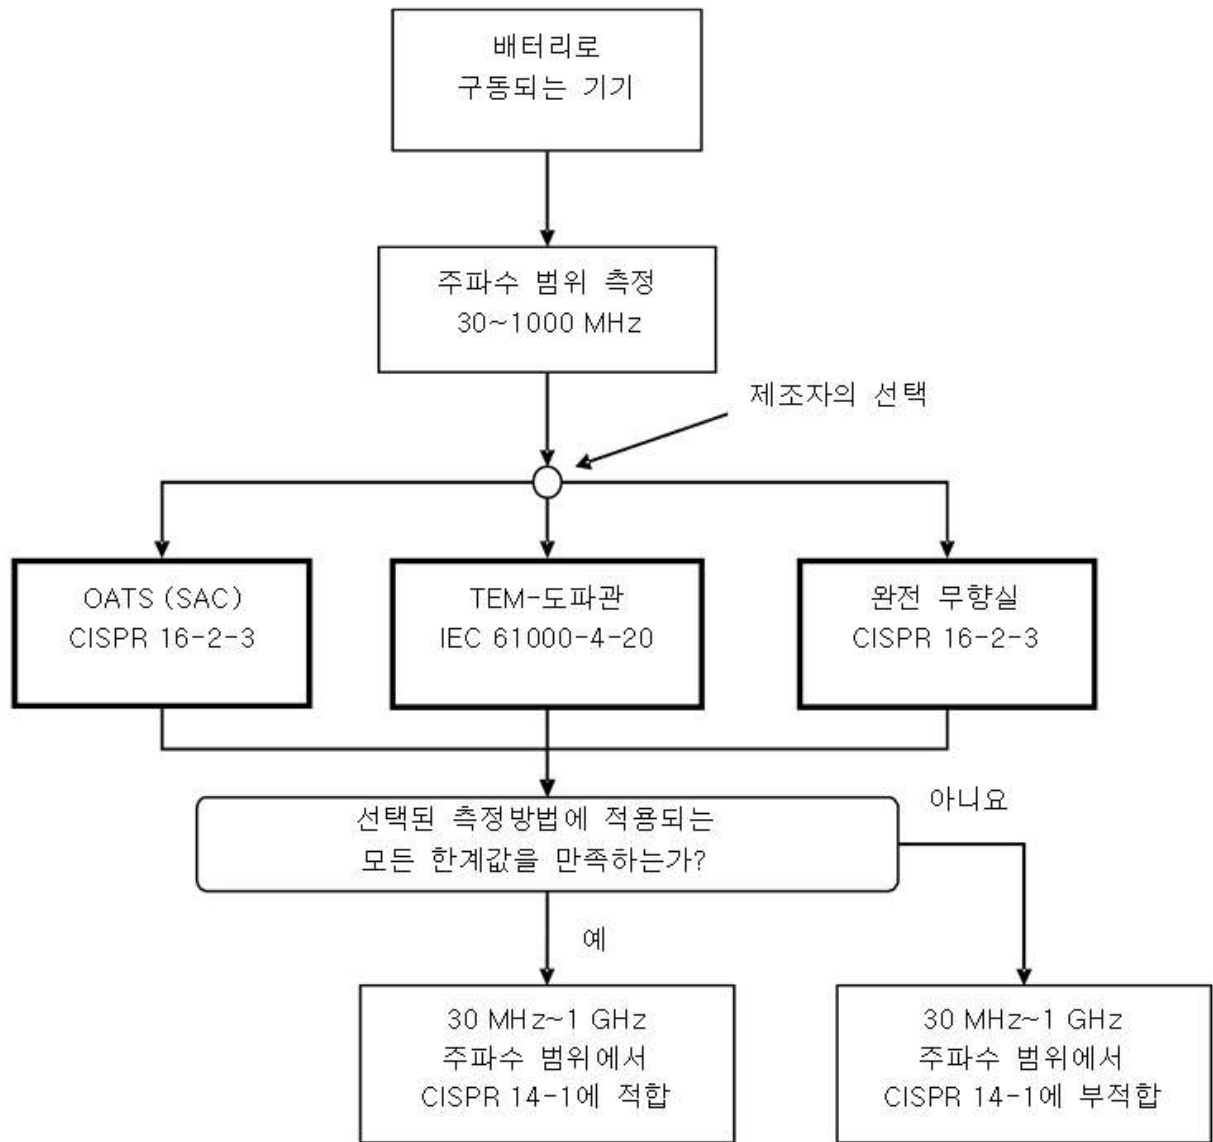 배터리로
구동되는 기기
주파수 범위 측정
30~1000 MHz
제조자의 선택
OATS (SAC)
CISPR 16-2-3
TEM-도파관
IEC 61000-4-20
완전 무향실
CISPR 16-2-3
선택된 측정방법에 적용되는
모든 한계값을 만족하는가?
아니요
예
30 MHz~1 GHz
주파수 범위에서
CISPR 14-1에 적합
30 MHz~1 GHz
주파수 범위에서
CISPR 14-1에 부적합